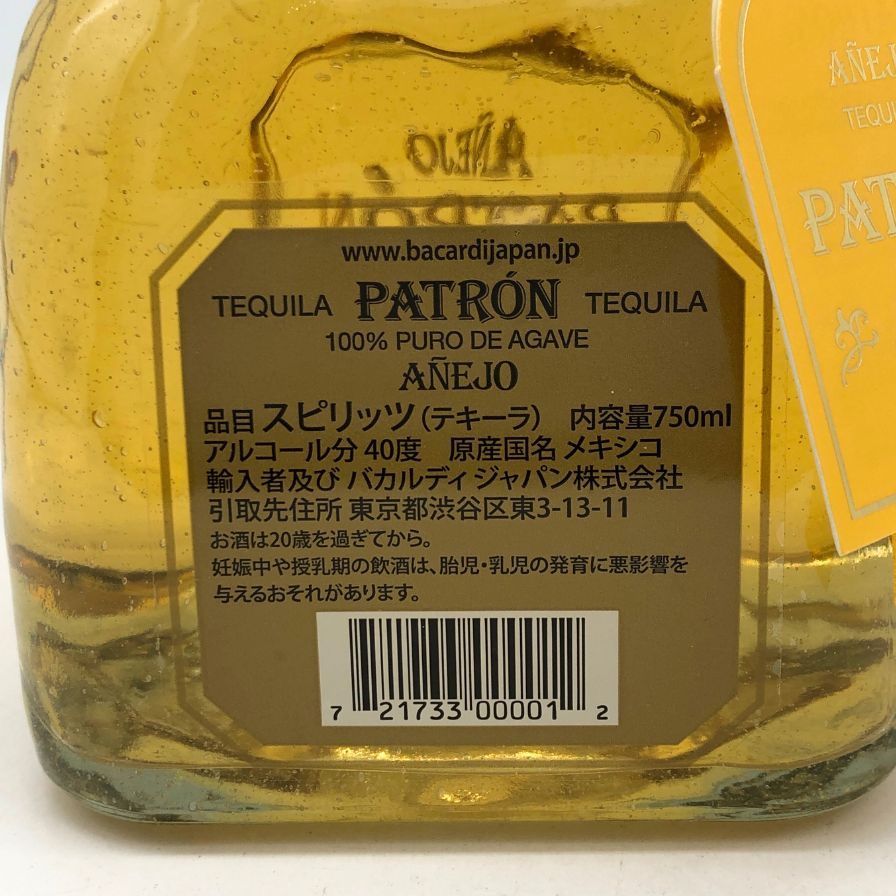 AÑEJO
PATRÓN
AÑEJ
TEQUI
PAT
www.bacardijapan.jp
TEQUILA PATRÓN TEQUILA
100% PURO DE AGAVE
AÑEJO
品目 スピリッツ(テキーラ) 内容量750ml
アルコール分 40度 原産国名 メキシコ
輸入者及び バカルディ ジャパン株式会社
引取先住所 東京都渋谷区東3-13-11
お酒は20歳を過ぎてから。
妊娠中や授乳期の飲酒は、胎児・乳児の発育に悪影響を
与えるおそれがあります。
7 21733 00001 2